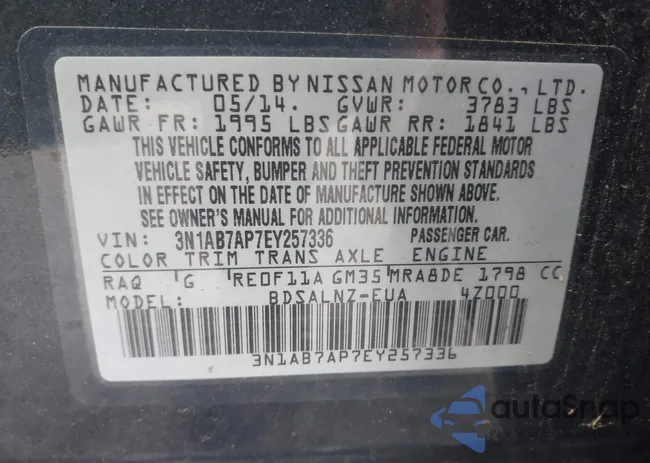 MANUFACTURED BY NISSAN MOTOR CO., LTD.
DATE: 05/14. GVWR: 3783 LBS
GAWR FR: 1995 LBS GAWR RR: 1841 LBS
THIS VEHICLE CONFORMS TO ALL APPLICABLE FEDERAL MOTOR
VEHICLE SAFETY, BUMPER AND THEFT PREVENTION STANDARDS
IN EFFECT ON THE DATE OF MANUFACTURE SHOWN ABOVE.
SEE OWNER'S MANUAL FOR ADDITIONAL INFORMATION.
VIN: 3N1AB7AP7EY257336 PASSENGER CAR.
COLOR TRIM TRANS AXLE ENGINE
RAQ G RE0F11A GM35 MRA8DE 1798 CC
MODEL: BDSALNZ-EUA 4Z000
3N1AB7AP7EY257336
autoSnap